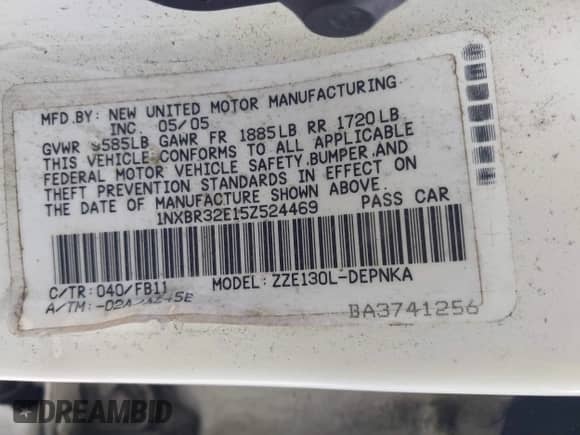 MFD.BY: NEW UNITED MOTOR MANUFACTURING
INC. 05/05
GVWR 3585LB GAWR FR 1885LB RR 1720LB
THIS VEHICLE CONFORMS TO ALL APPLICABLE
FEDERAL MOTOR VEHICLE SAFETY,BUMPER,AND
THEFT PREVENTION STANDARDS IN EFFECT ON
THE DATE OF MANUFACTURE SHOWN ABOVE.
1NXBR32E15Z524469 PASS CAR
C/TR:040/FB11 MODEL:ZZE130L-DEPNKA
A/TM:
BA3741256
DREAMBID